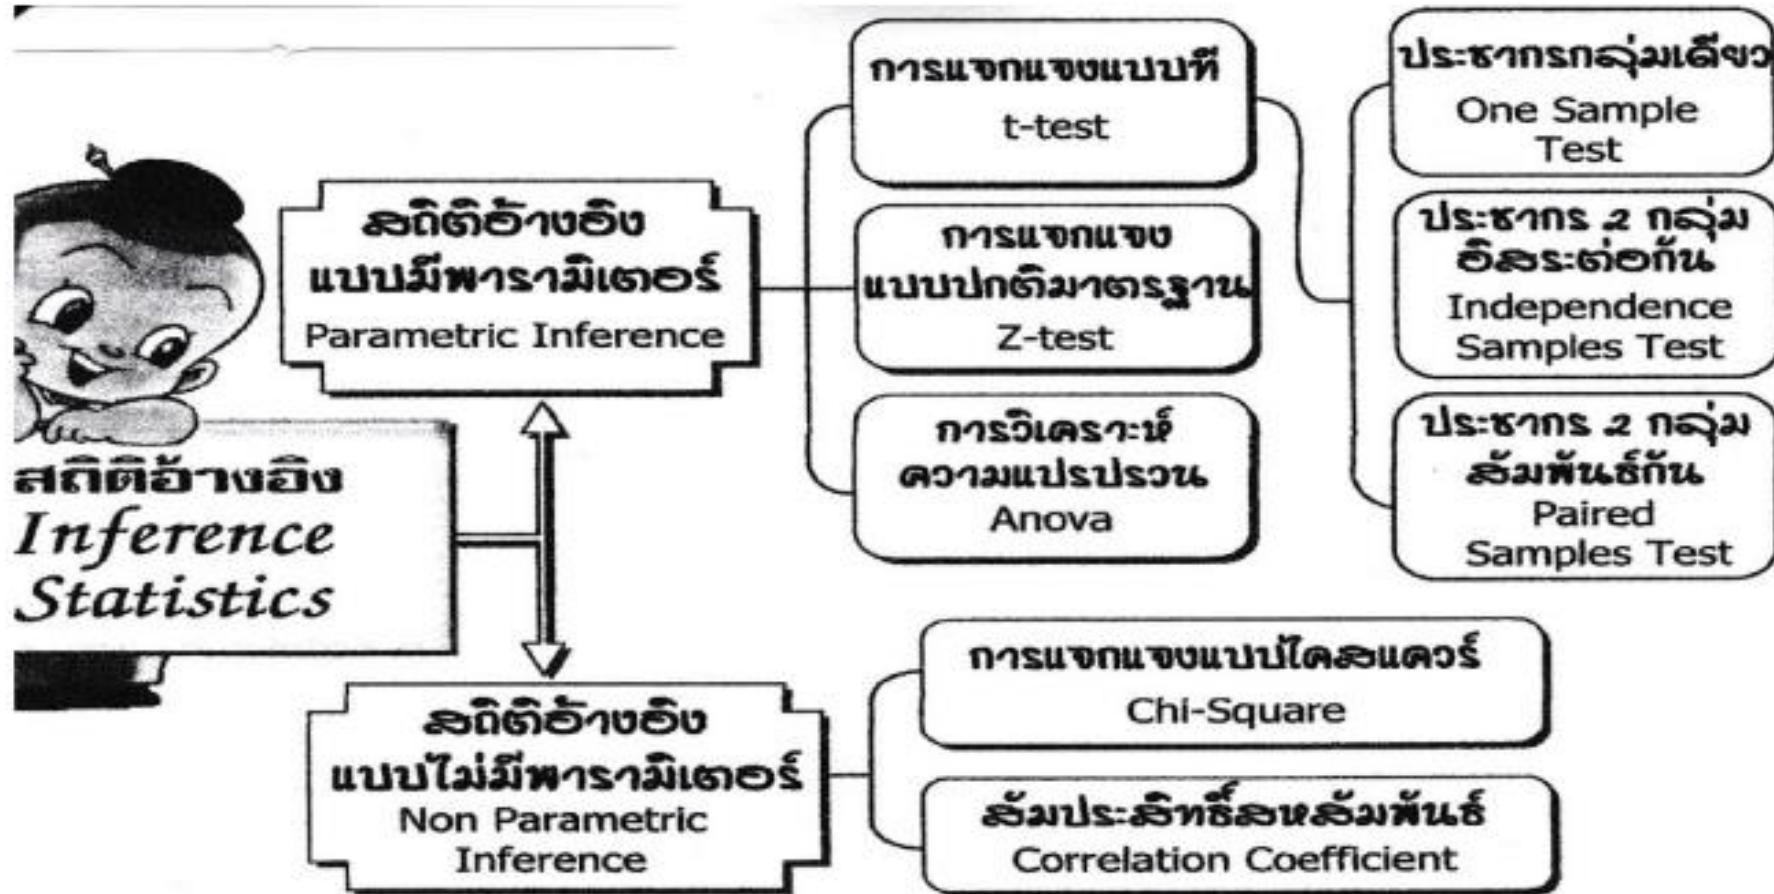 สถิติอ้างอิง
Inference
Statistics
สถิติอ้างอิง
แบบมีพารามิเตอร์
Parametric Inference
การแจกแจงแบบที
t-test
การแจกแจง
แบบปกติมาตรฐาน
Z-test
การวิเคราะห์
ความแปรปรวน
Anova
ประชากรกลุ่มเดียว
One Sample
Test
ประชากร 2 กลุ่ม
อิสระต่อกัน
Independence
Samples Test
ประชากร 2 กลุ่ม
สัมพันธ์กัน
Paired
Samples Test
สถิติอ้างอิง
แบบไม่มีพารามิเตอร์
Non Parametric
Inference
การแจกแจงแบบไคสแควร์
Chi-Square
สัมประสิทธิ์สหสัมพันธ์
Correlation Coefficient